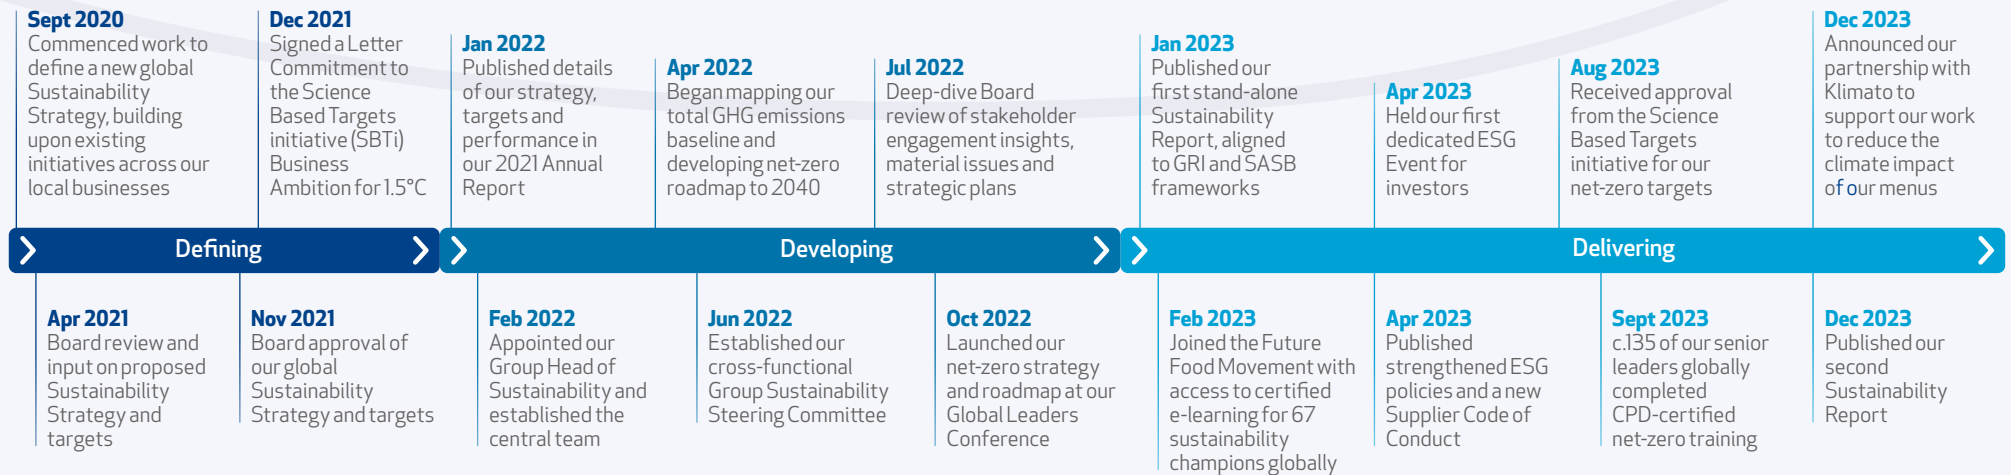 Sept 2020
Commenced work to
define a new global
Sustainability
Strategy, building
upon existing
initiatives across our
local businesses
Dec 2021
Signed a Letter
Commitment to
the Science
Based Targets
initiative (SBTi)
Business
Ambition for 1.5°C
Jan 2022
Published details
of our strategy,
targets and
performance in
our 2021 Annual
Report
Apr 2022
Began mapping our
total GHG emissions
baseline and
developing net-zero
roadmap to 2040
Jul 2022
Deep-dive Board
review of stakeholder
engagement insights,
material issues and
strategic plans
Jan 2023
Published our
first stand-alone
Sustainability
Report, aligned
to GRI and SASB
frameworks
Apr 2023
Held our first
dedicated ESG
Event for
investors
Aug 2023
Received approval
from the Science
Based Targets
initiative for our
net-zero targets
Dec 2023
Announced our
partnership with
Klimato to
support our work
to reduce the
climate impact
of our menus
Defining
Developing
Delivering
Apr 2021
Board review and
input on proposed
Sustainability
Strategy and
targets
Nov 2021
Board approval of
our global
Sustainability
Strategy and targets
Feb 2022
Appointed our
Group Head of
Sustainability and
established the
central team
Jun 2022
Established our
cross-functional
Group Sustainability
Steering Committee
Oct 2022
Launched our
net-zero strategy
and roadmap at our
Global Leaders
Conference
Feb 2023
Joined the Future
Food Movement with
access to certified
e-learning for 67
sustainability
champions globally
Apr 2023
Published
strengthened ESG
policies and a new
Supplier Code of
Conduct
Sept 2023
c.135 of our senior
leaders globally
completed
CPD-certified
net-zero training
Dec 2023
Published our
second
Sustainability
Report